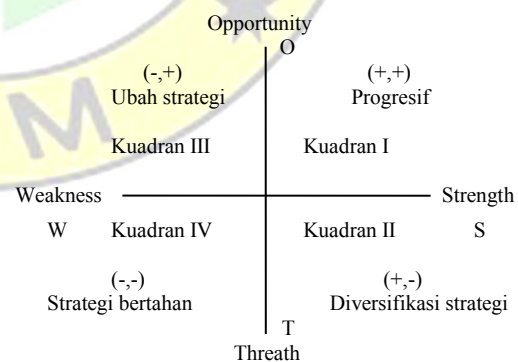 Opportunity
O
(-,+) (+,+)
Ubah strategi Progresif
Kuadran III Kuadran I
Weakness Strength
W Kuadran IV Kuadran II S
(-,-) (+,-)
Strategi bertahan Diversifikasi strategi
T
Threath
M